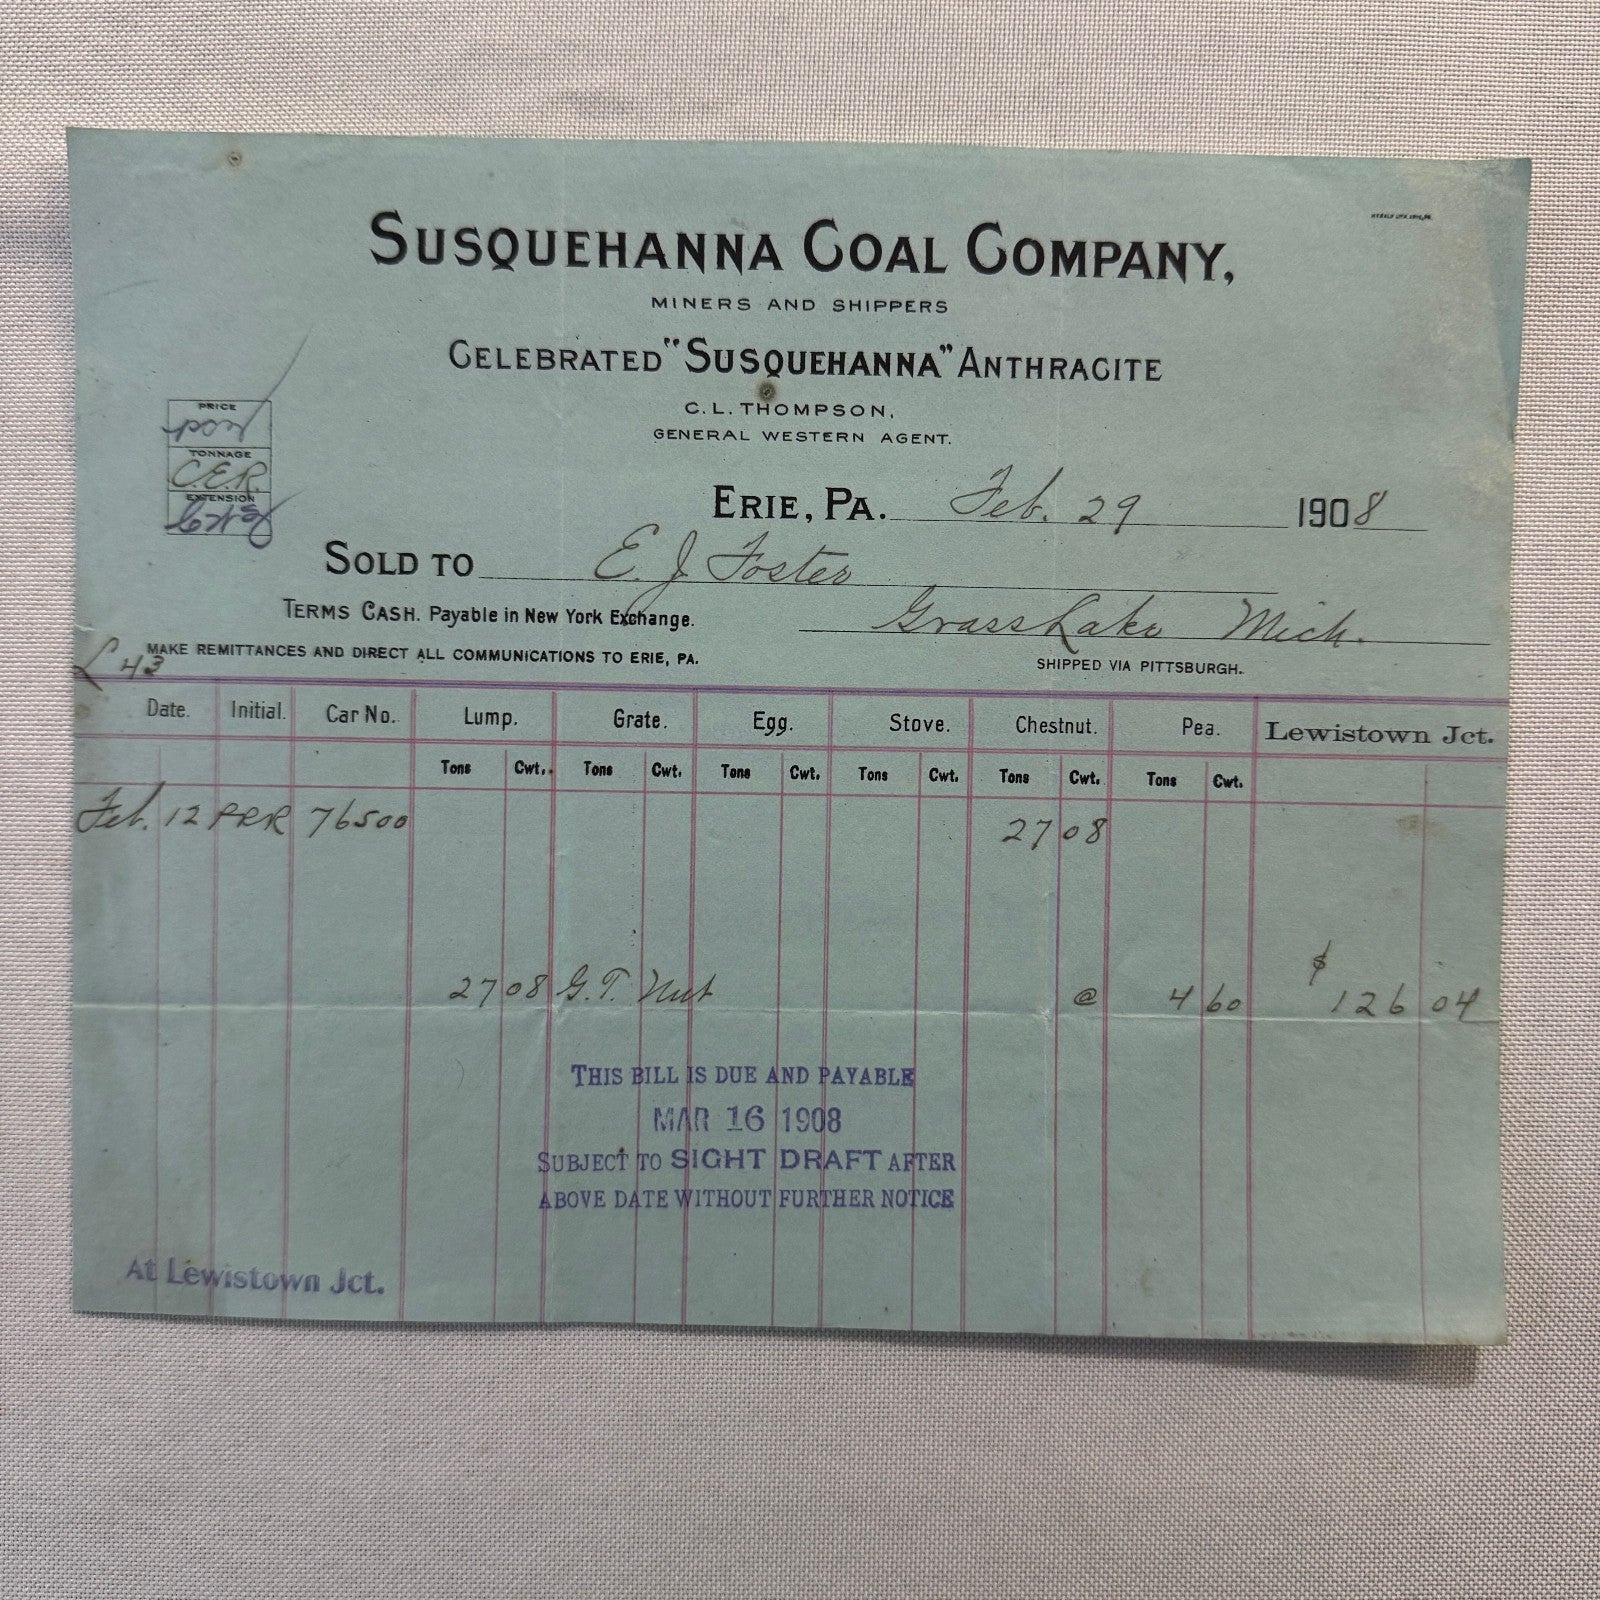 SUSQUEHANNA COAL COMPANY,
MINERS AND SHIPPERS
CELEBRATED "SUSQUEHANNA" ANTHRACITE
C. L. THOMPSON,
GENERAL WESTERN AGENT.
PRICE
TONNAGE
C.E.R.
EXTENSION
ERIE, PA. Feb. 29 1908
SOLD TO E. J Foster
TERMS CASH. Payable in New York Exchange.
Grass Lake Mich.
MAKE REMITTANCES AND DIRECT ALL COMMUNICATIONS TO ERIE, PA.
SHIPPED VIA PITTSBURGH.
L 43
Date. Initial. Car No. Lump. Grate. Egg. Stove. Chestnut. Pea. Lewistown Jct.
Tons Cwt. Tons Cwt. Tons Cwt. Tons Cwt. Tons Cwt. Tons Cwt.
Feb. 12 PRR 76500 27 08
27 08 G.T. Nut @ 4 60 $ 126 04
THIS BILL IS DUE AND PAYABLE
MAR 16 1908
SUBJECT TO SIGHT DRAFT AFTER
ABOVE DATE WITHOUT FURTHER NOTICE
At Lewistown Jct.